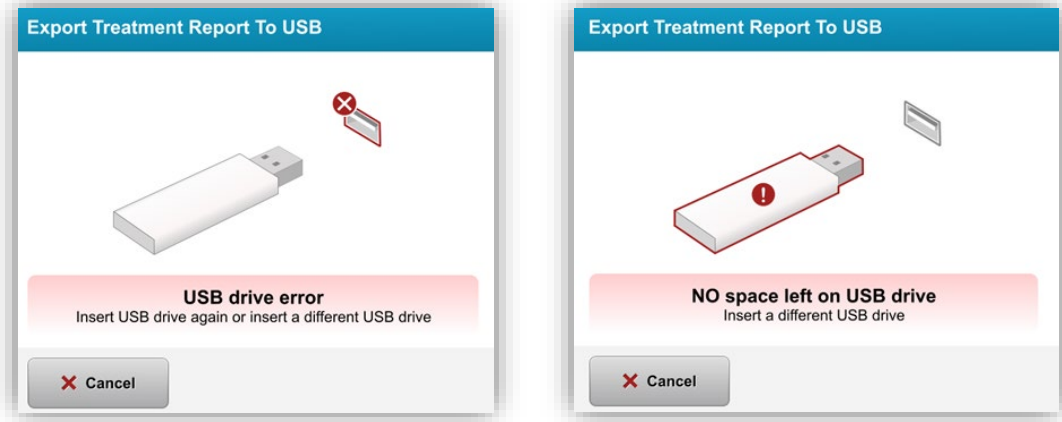 Export Treatment Report To USB
USB drive error
Insert USB drive again or insert a different USB drive
Cancel
Export Treatment Report To USB
NO space left on USB drive
Insert a different USB drive
Cancel